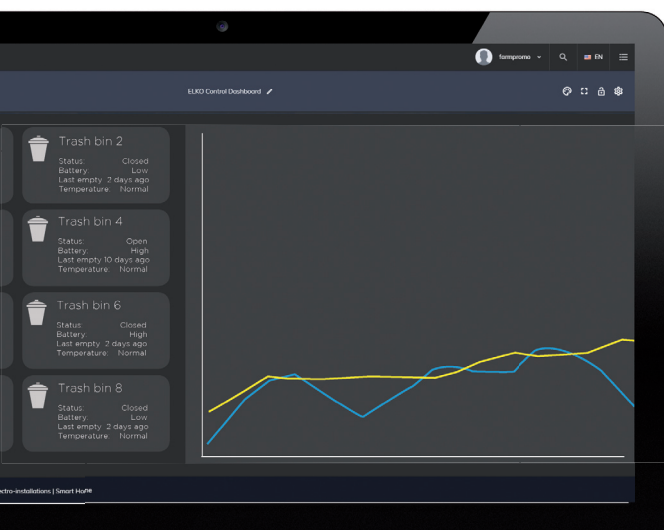 farmpromo
EN
ELKO Control Dashboard
Trash bin 2
Status: Closed
Battery: Low
Last empty 2 days ago
Temperature: Normal
Trash bin 4
Status: Open
Battery: High
Last empty 10 days ago
Temperature: Normal
Trash bin 6
Status: Closed
Battery: High
Last empty 2 days ago
Temperature: Normal
Trash bin 8
Status: Closed
Battery: Low
Last empty 2 days ago
Temperature: Normal
ctro-installations | Smart